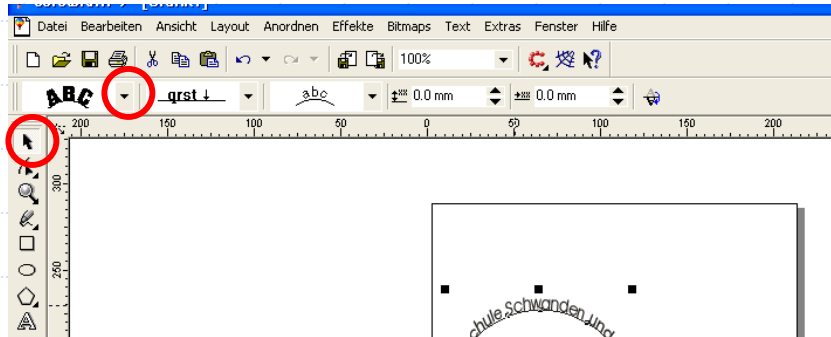 Datei Bearbeiten Ansicht Layout Anordnen Effekte Bitmaps Text Extras Fenster Hilfe
100%
ABC qrst abc 0.0 mm 0.0 mm
200 150 100 50 0 50 100 150 200
300
250
hule Schwanden und